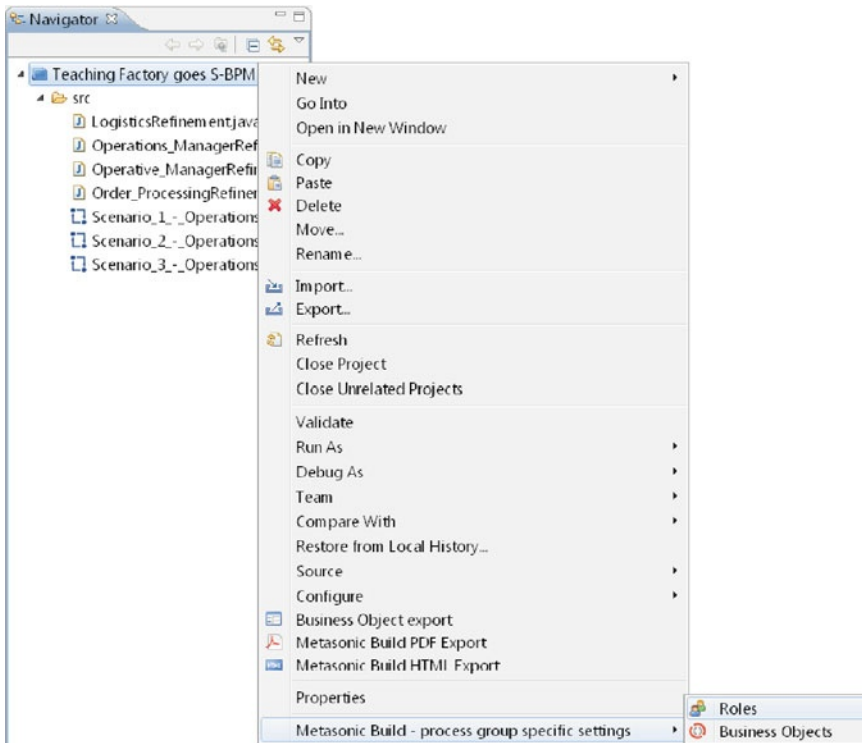 Navigator
Teaching Factory goes S-BPM
src
LogisticsRefinement.java
Operations_ManagerRef
Operative_ManagerRefi
Order_ProcessingRefiner
Scenario_1_-_Operations
Scenario_2_-_Operations
Scenario_3_-_Operations
New
Go Into
Open in New Window
Copy
Paste
Delete
Move...
Rename...
Import...
Export...
Refresh
Close Project
Close Unrelated Projects
Validate
Run As
Debug As
Team
Compare With
Restore from Local History...
Source
Configure
Business Object export
Metasonic Build PDF Export
Metasonic Build HTML Export
Properties
Metasonic Build - process group specific settings
Roles
Business Objects